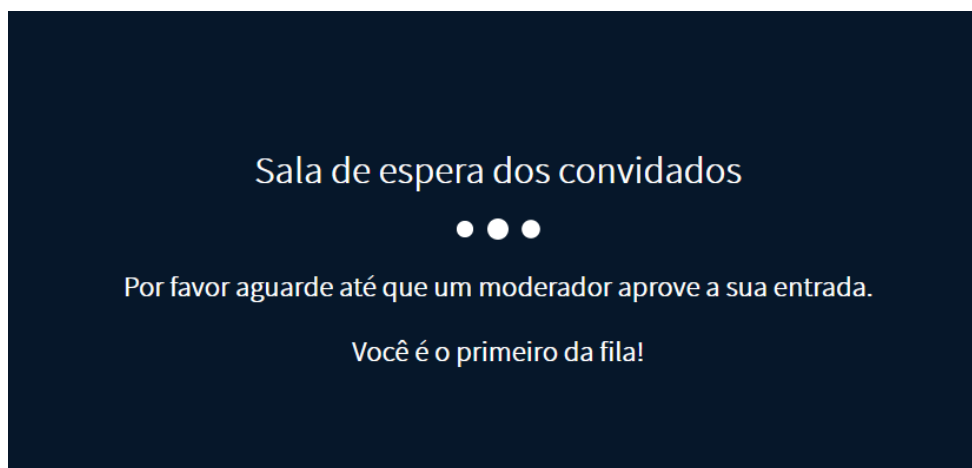 Sala de espera dos convidados
Por favor aguarde até que um moderador aprove a sua entrada.
Você é o primeiro da fila!